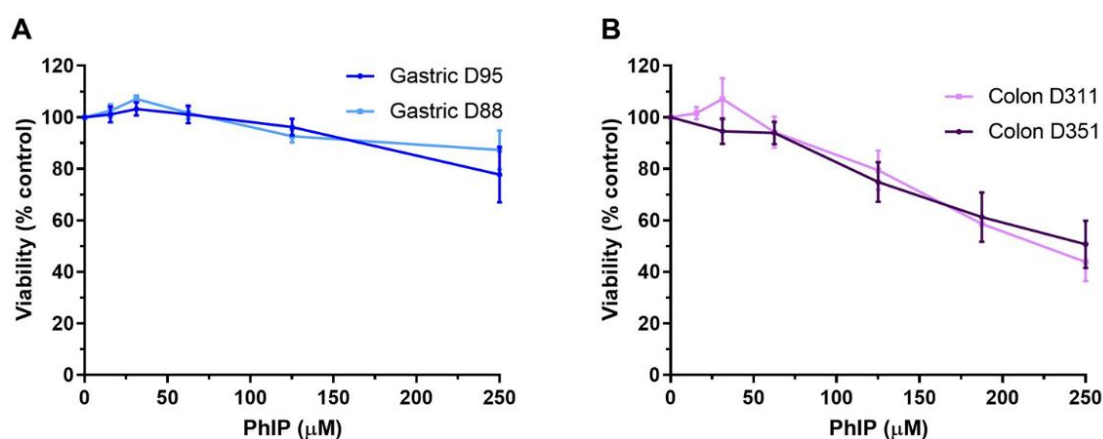 A
Viability (% control)
120
100
80
60
40
20
0
0 50 100 150 200 250
PhIP (μM)
Gastric D95
Gastric D88
B
Viability (% control)
120
100
80
60
40
20
0
0 50 100 150 200 250
PhIP (μM)
Colon D311
Colon D351